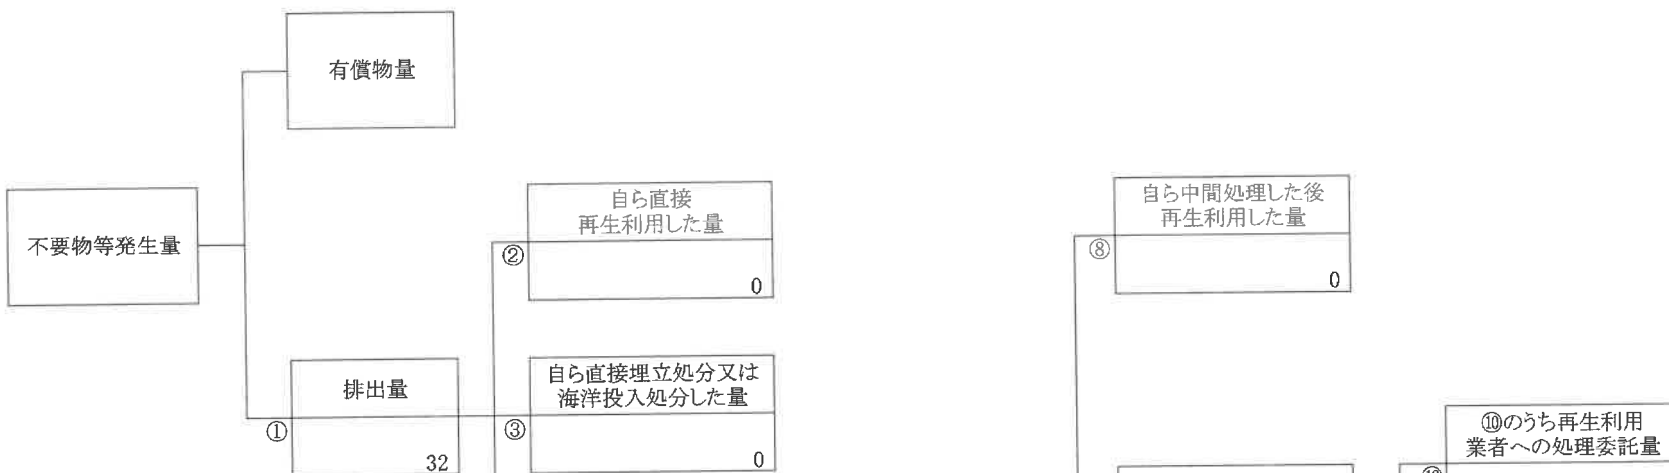 有償物量
不要物等発生量
自ら直接
再生利用した量
②
0
自ら中間処理した後
再生利用した量
⑧
0
排出量
①
32
自ら直接埋立処分又は
海洋投入処分した量
③
0
⑩のうち再生利用
業者への処理委託量